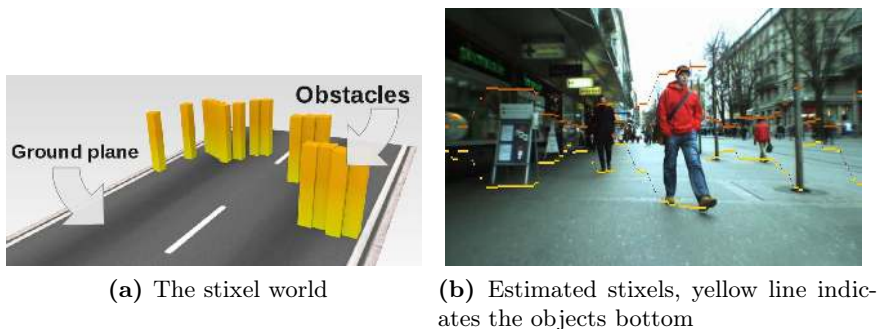 Obstacles
Ground plane
(a) The stixel world
(b) Estimated stixels, yellow line indic-
ates the objects bottom